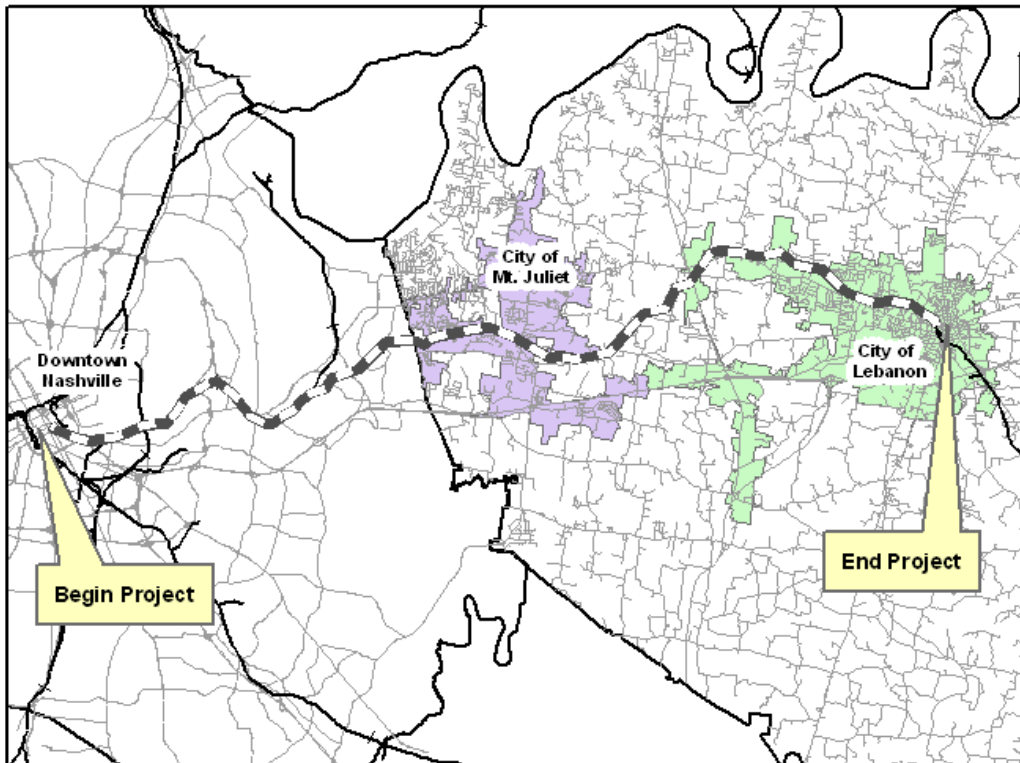 City of
Mt. Juliet
Downtown
Nashville
City of
Lebanon
End Project
Begin Project